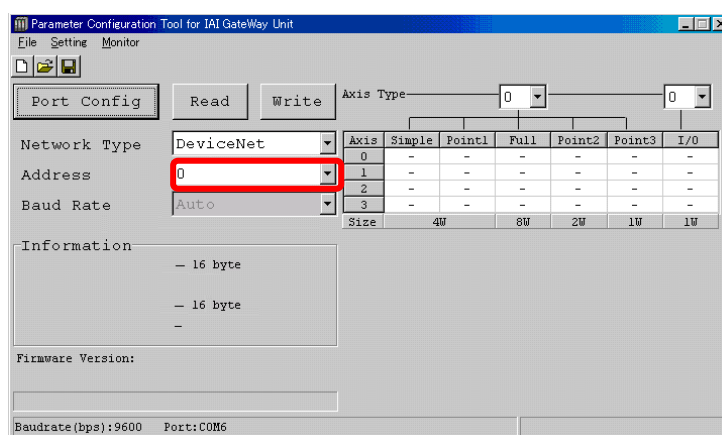 Parameter Configuration Tool for IAI GateWay Unit
File Setting Monitor
Port Config Read Write Axis Type 0 0
Network Type DeviceNet
Address 0
Baud Rate Auto
Axis Simple Point1 Full Point2 Point3 I/O
0 - - - - - -
1 - - - - - -
2 - - - - - -
3 - - - - - -
Size 4W 8W 2W 1W 1W
Information
— 16 byte
— 16 byte
—
Firmware Version:
Baudrate(bps):9600 Port:COM6